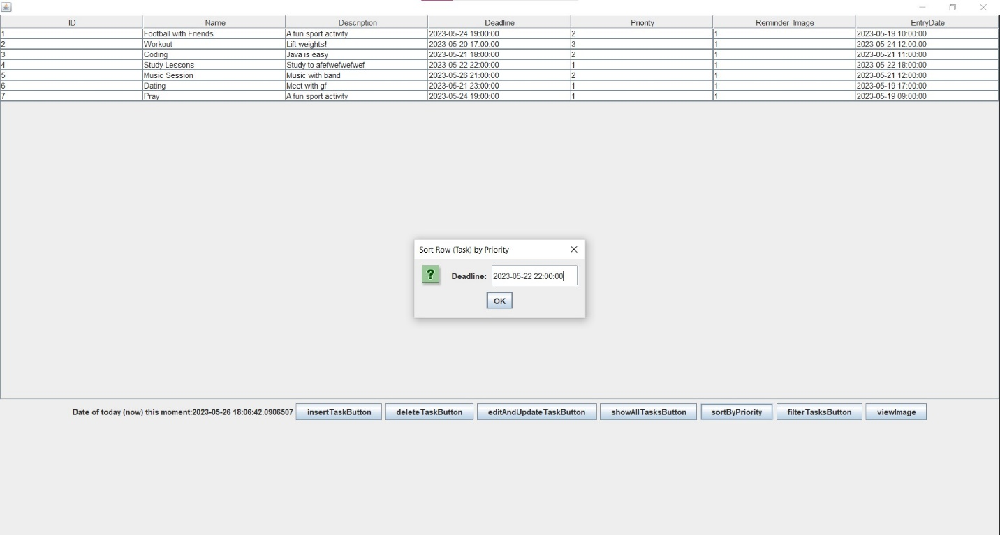 ID Name Description Deadline Priority Reminder_Image EntryDate
1 Football with Friends A fun sport activity 2023-05-24 19:00:00 2 1 2023-05-19 10:00:00
2 Workout Lift weights! 2023-05-20 17:00:00 3 1 2023-05-24 12:00:00
3 Coding Java is easy 2023-05-21 18:00:00 2 1 2023-05-21 11:00:00
4 Study Lessons Study to afefwefwefwef 2023-05-22 22:00:00 1 1 2023-05-22 18:00:00
5 Music Session Music with band 2023-05-26 21:00:00 2 1 2023-05-21 12:00:00
6 Dating Meet with gf 2023-05-21 23:00:00 1 1 2023-05-19 17:00:00
7 Pray A fun sport activity 2023-05-24 19:00:00 1 1 2023-05-19 09:00:00
Sort Row (Task) by Priority
? Deadline: 2023-05-22 22:00:00
OK
Date of today (now) this moment:2023-05-26 18:06:42.0906507 insertTaskButton deleteTaskButton editAndUpdateTaskButton showAllTasksButton sortByPriority filterTasksButton viewImage